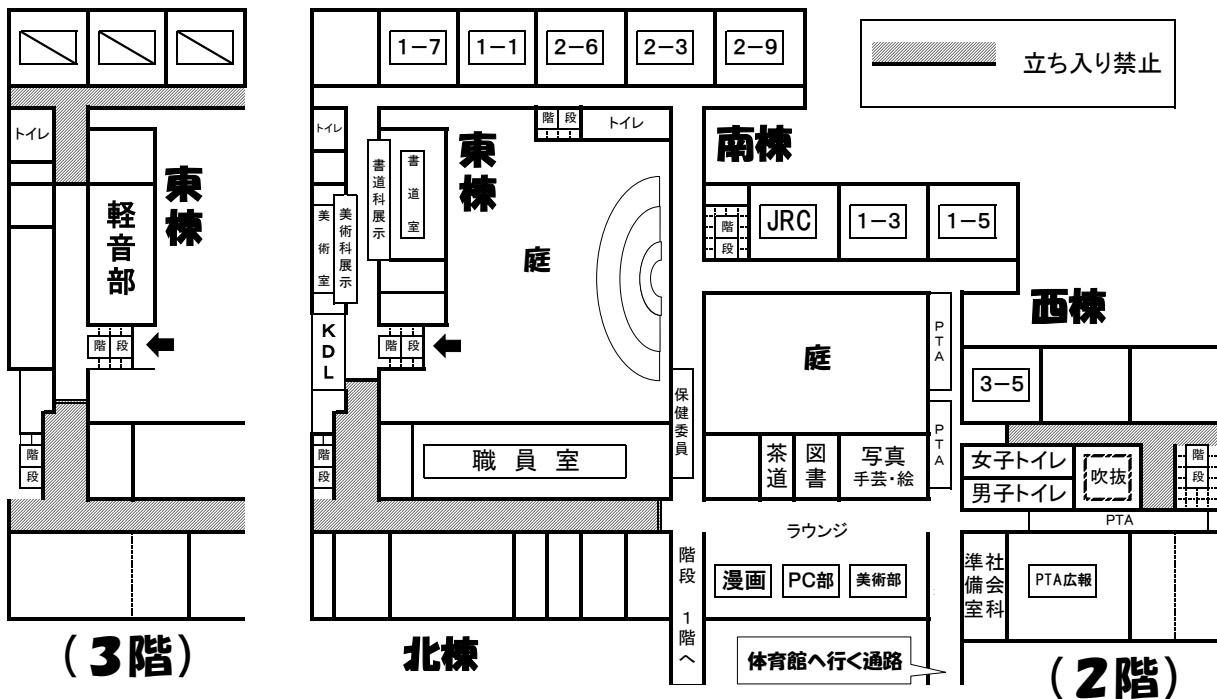 1-7
1-1
2-6
2-3
2-9
立ち入り禁止
トイレ
東棟
軽音部
階段
階段
(3階)
トイレ
書道科展示
書道室
美術室
美術科展示
東棟
階段
トイレ
庭
南棟
階段
JRC
1-3
1-5
KDL
階段
PTA
西棟
庭
保健委員
3-5
PTA
職員室
茶道
図書
写真
手芸・絵
女子トイレ
男子トイレ
吹抜
階段
階段
PTA
ラウンジ
階段 1階へ
漫画
PC部
美術部
社会科
準備室
PTA広報
北棟
体育館へ行く通路
(2階)